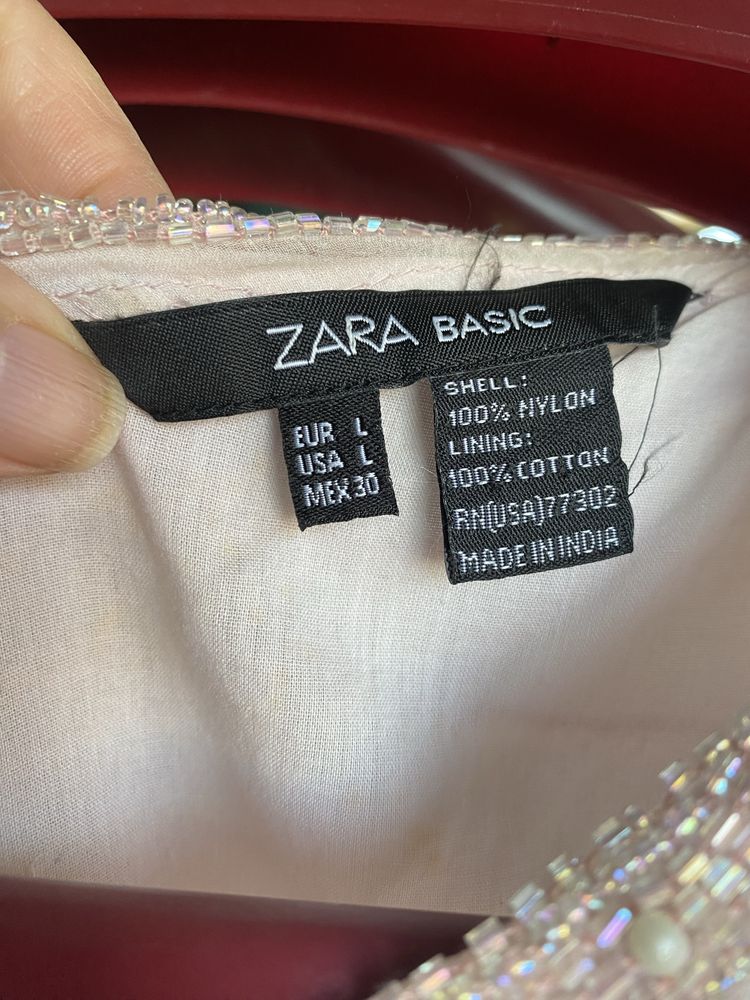 ZARA BASIC
EUR L
USA L
MEX 30
SHELL:
100% NYLON
LINING:
100% COTTON
RN(USA)77302
MADE IN INDIA